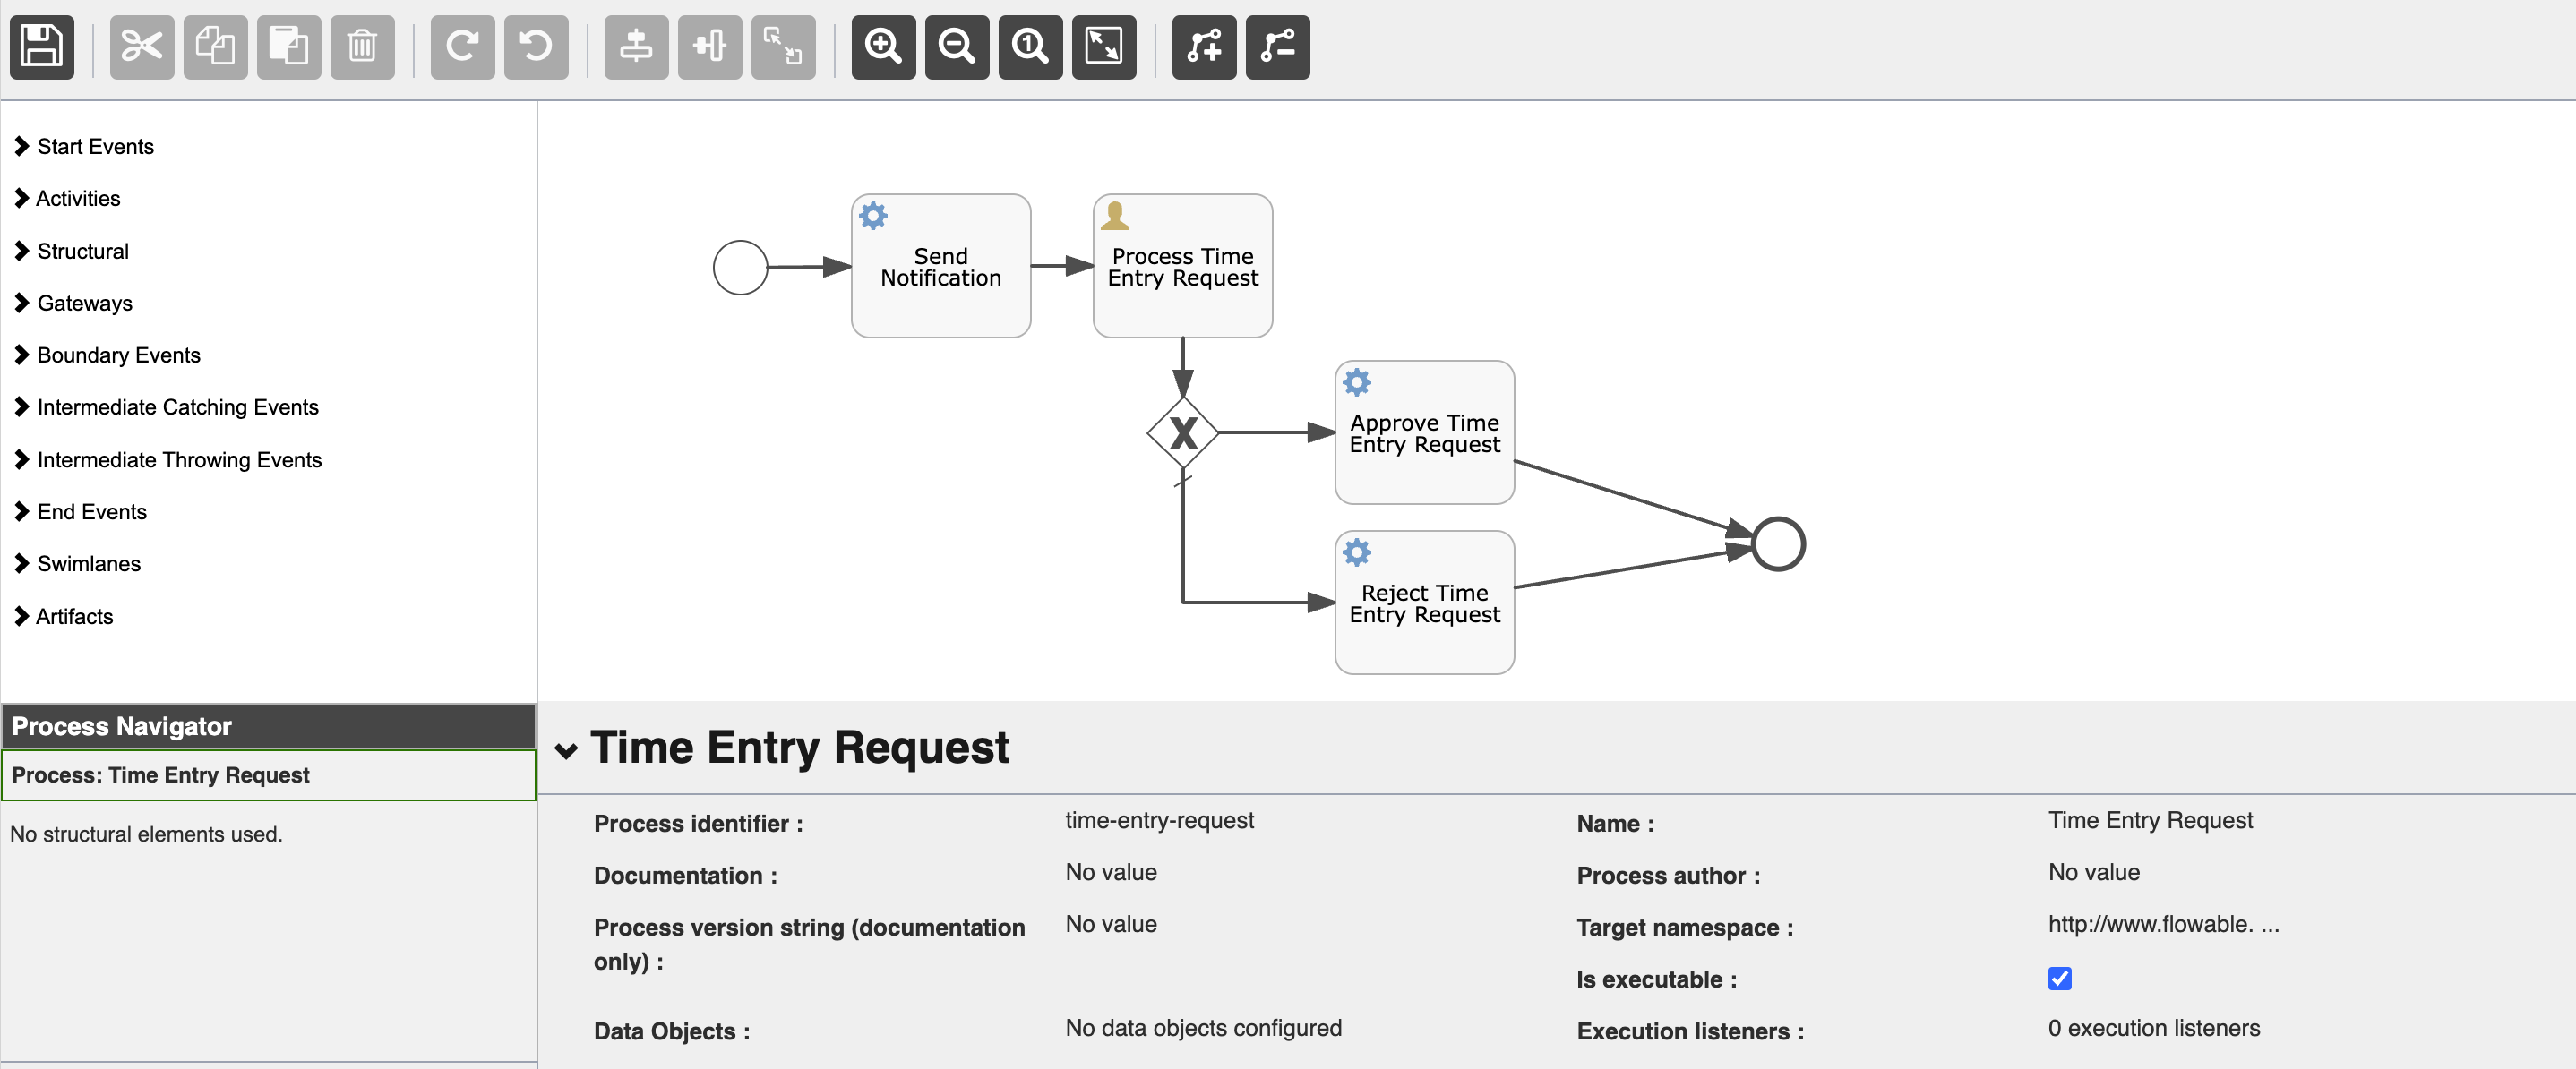 Start Events
Activities
Structural
Gateways
Boundary Events
Intermediate Catching Events
Intermediate Throwing Events
End Events
Swimlanes
Artifacts
Send
Notification
Process Time
Entry Request
X
Approve Time
Entry Request
Reject Time
Entry Request
Process Navigator
Process: Time Entry Request
No structural elements used.
Time Entry Request
Process identifier : time-entry-request
Name : Time Entry Request
Documentation : No value
Process author : No value
Process version string (documentation
only) : No value
Target namespace : http://www.flowable. ...
Is executable :
Data Objects : No data objects configured
Execution listeners : 0 execution listeners